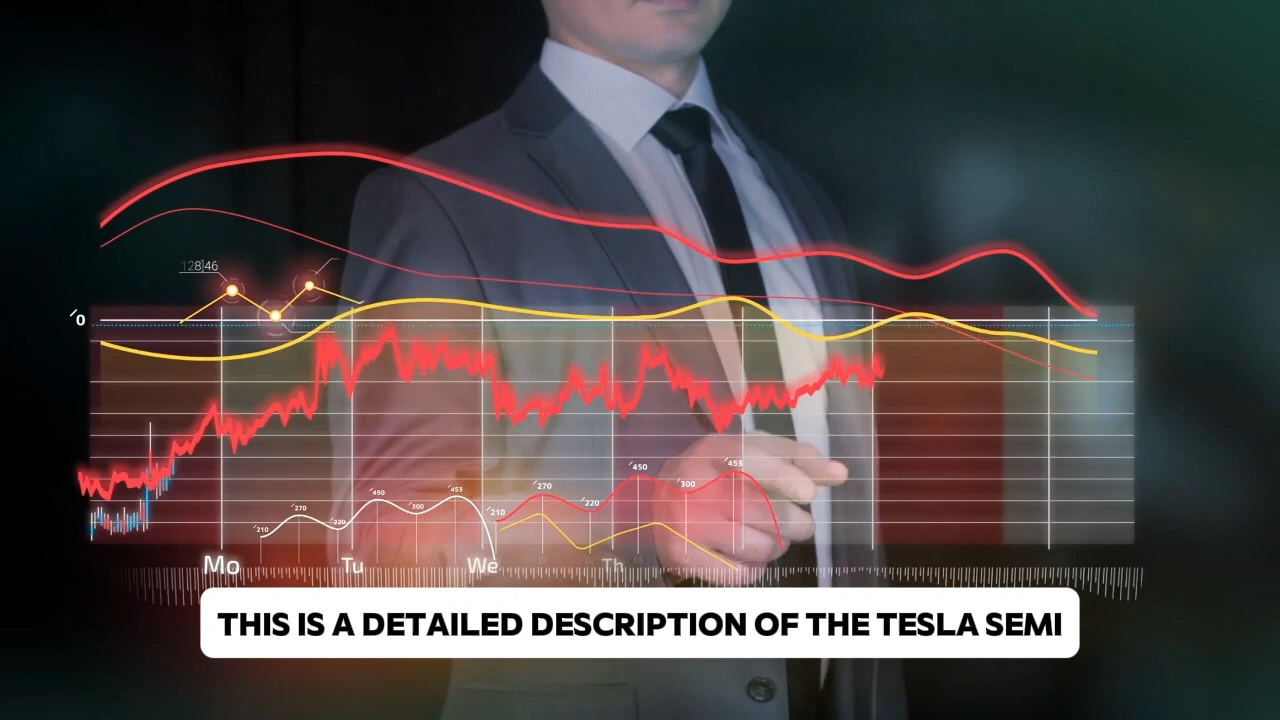 128|46
0
450
453
270
453
450
300
270
220
210
300
220
210
Mo
Tu
We
Th
THIS IS A DETAILED DESCRIPTION OF THE TESLA SEMI